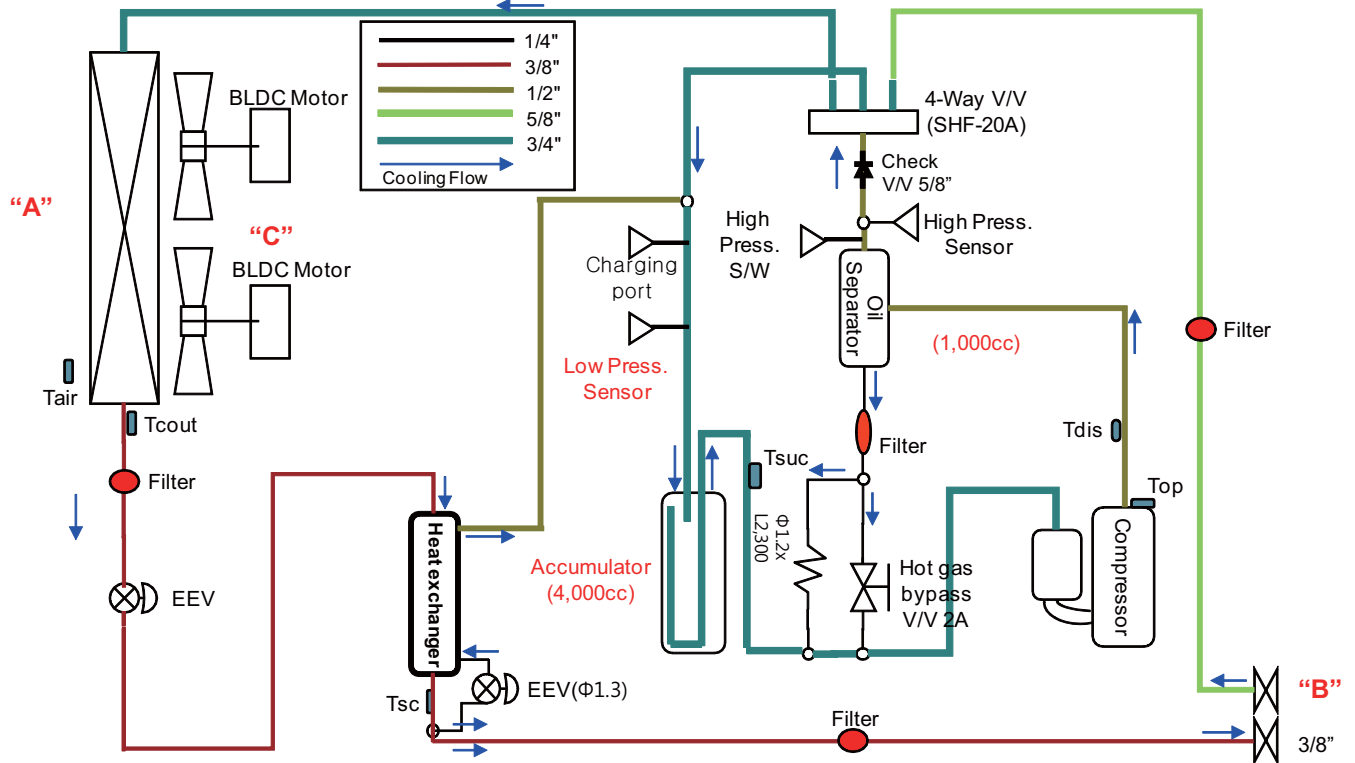 1/4"
3/8"
1/2"
5/8"
3/4"
Cooling Flow
BLDC Motor
“A”
“C”
BLDC Motor
Tair
Tcout
Filter
EEV
Heat exchanger
Tsc
EEV(Φ1.3)
4-Way V/V
(SHF-20A)
Check
V/V 5/8”
High
Press.
S/W
High Press.
Sensor
Charging
port
Low Press.
Sensor
Oil
Separator
(1,000cc)
Filter
Filter
Tdis
Top
Tsuc
Φ1.2x
L2,300
Accumulator
(4,000cc)
Hot gas
bypass
V/V 2A
Compressor
Filter
“B”
3/8”